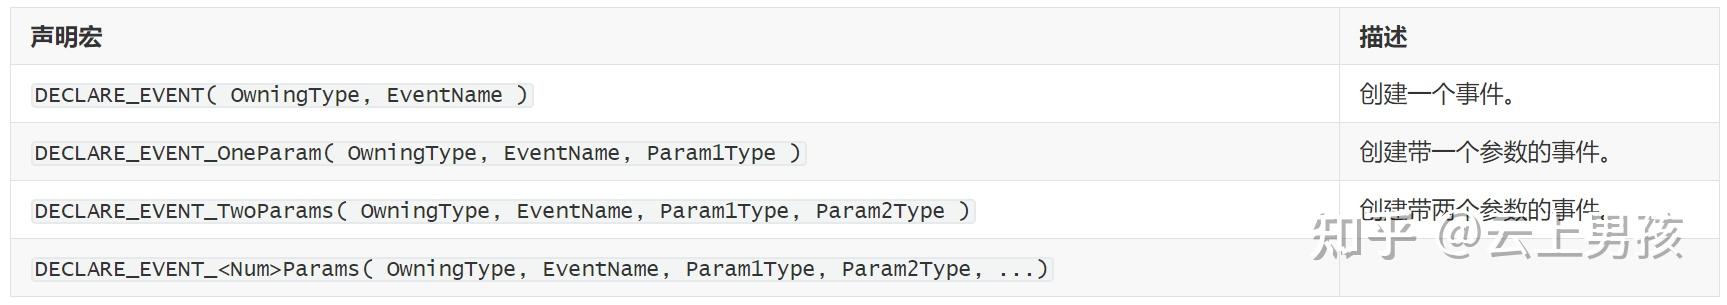 声明宏 描述
DECLARE_EVENT( OwningType, EventName ) 创建一个事件。
DECLARE_EVENT_OneParam( OwningType, EventName, Param1Type ) 创建带一个参数的事件。
DECLARE_EVENT_TwoParams( OwningType, EventName, Param1Type, Param2Type ) 创建带两个参数的事件。
DECLARE_EVENT_<Num>Params( OwningType, EventName, Param1Type, Param2Type, ...)
知乎 @云上男孩